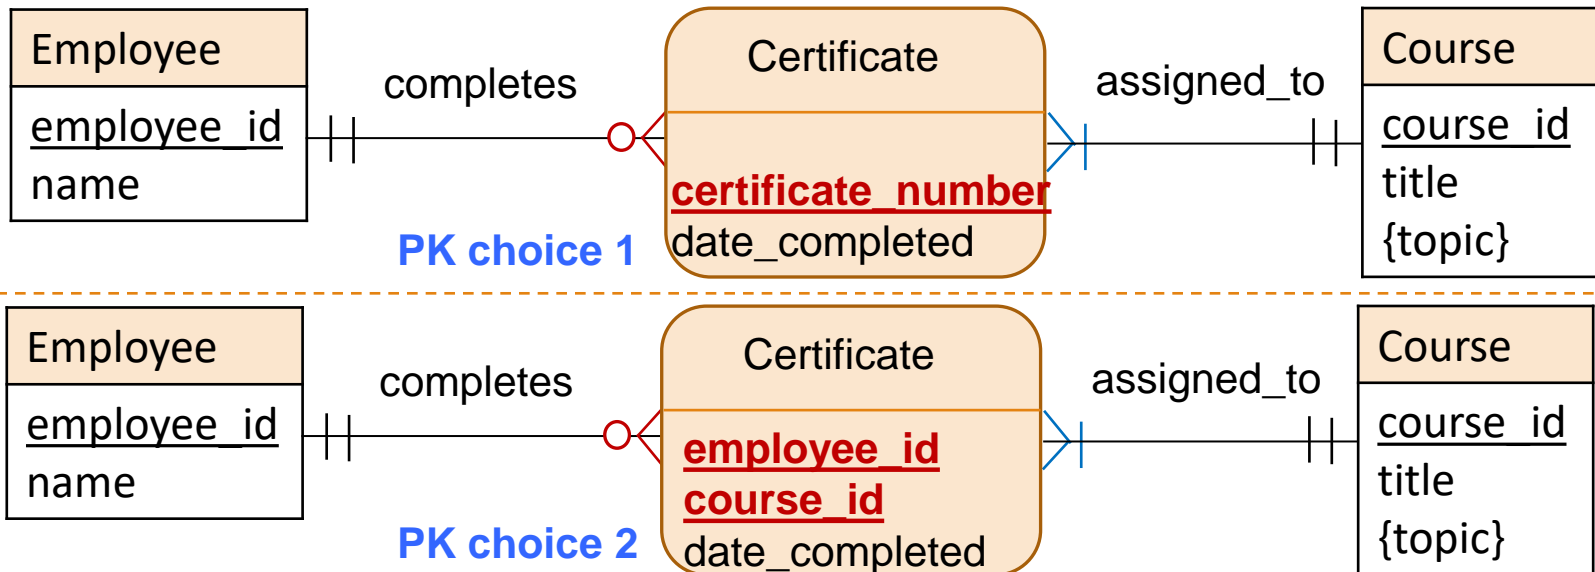 Employee
employee_id
name
completes
Certificate
certificate_number
date_completed
assigned_to
Course
course_id
title
{topic}
PK choice 1
Employee
employee_id
name
completes
Certificate
employee_id
course_id
date_completed
assigned_to
Course
course_id
title
{topic}
PK choice 2